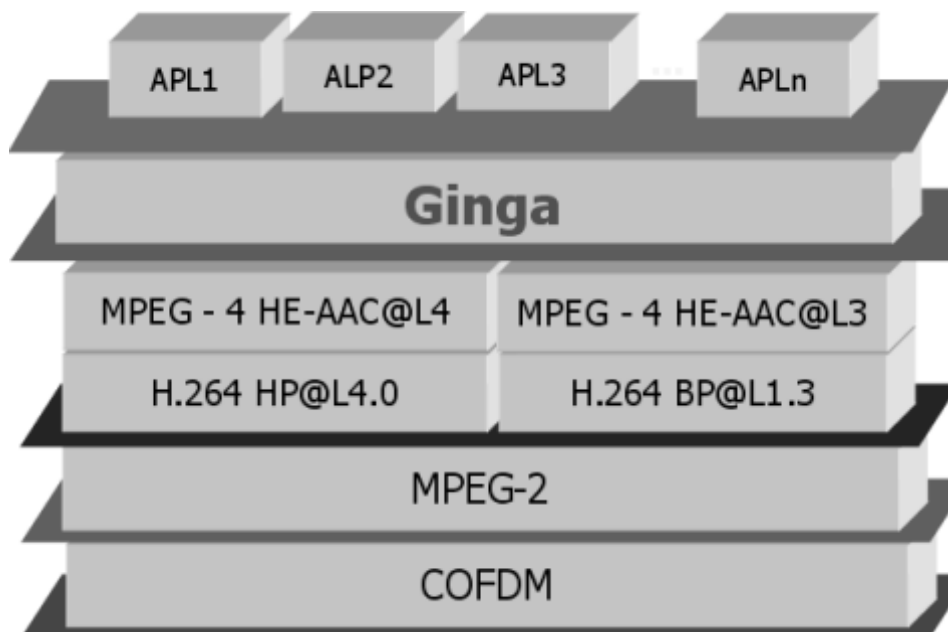 APL1 ALP2 APL3 ... APLn
Ginga
MPEG - 4 HE-AAC@L4 MPEG - 4 HE-AAC@L3
H.264 HP@L4.0 H.264 BP@L1.3
MPEG-2
COFDM